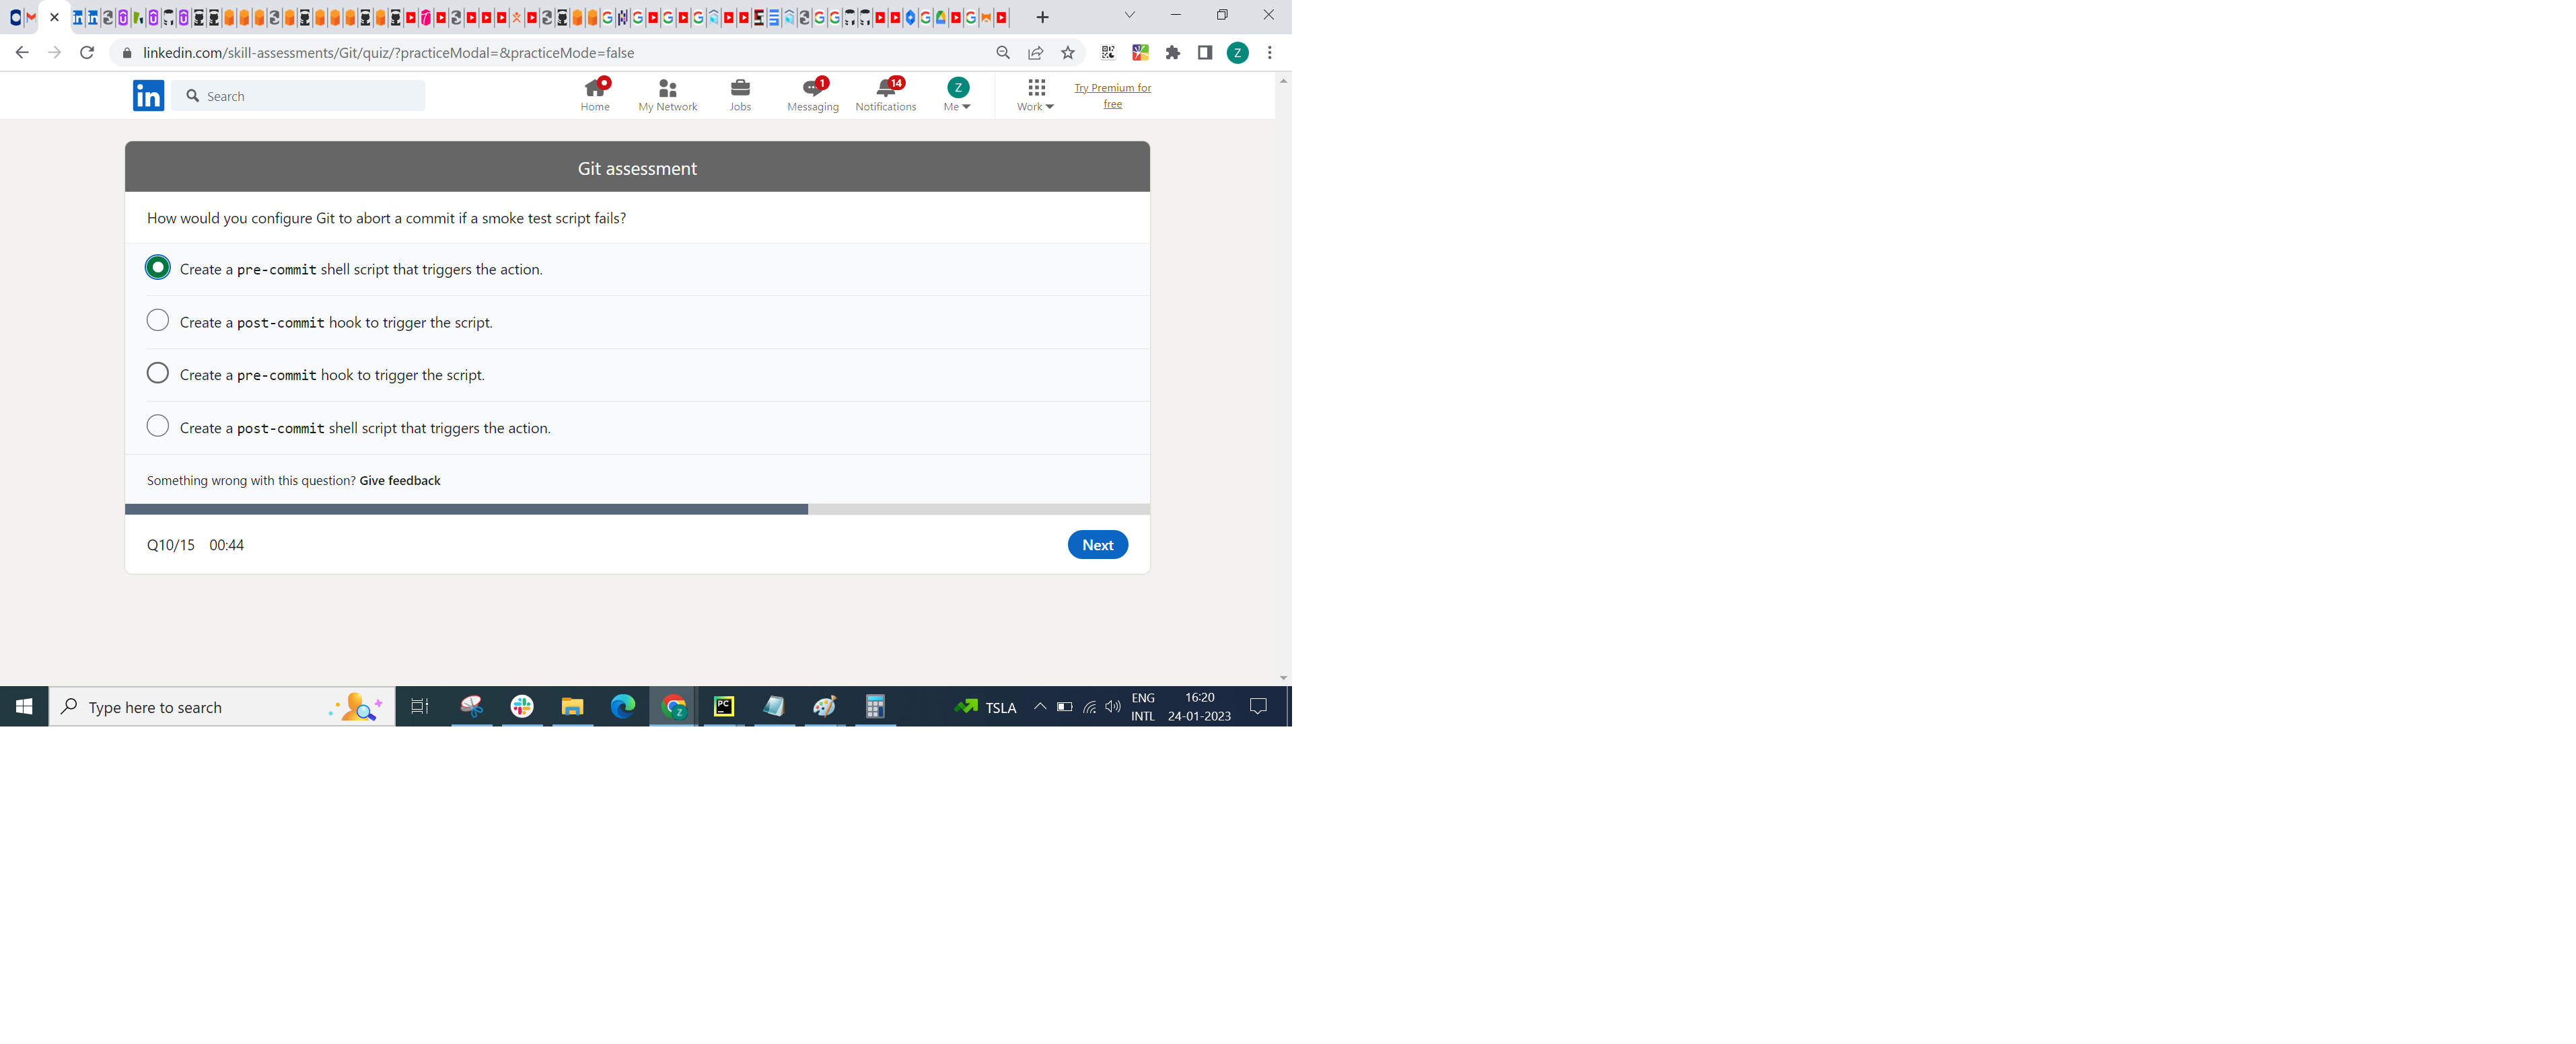 linkedin.com/skill-assessments/Git/quiz/?practiceModal=&practiceMode=false
Z
in
Search
Home
My Network
Jobs
1
Messaging
14
Notifications
Z
Me
Work
Try Premium for
free
Git assessment
How would you configure Git to abort a commit if a smoke test script fails?
Create a pre-commit shell script that triggers the action.
Create a post-commit hook to trigger the script.
Create a pre-commit hook to trigger the script.
Create a post-commit shell script that triggers the action.
Something wrong with this question? Give feedback
Q10/15 00:44
Next
Type here to search
PC
TSLA
ENG
INTL
16:20
24-01-2023